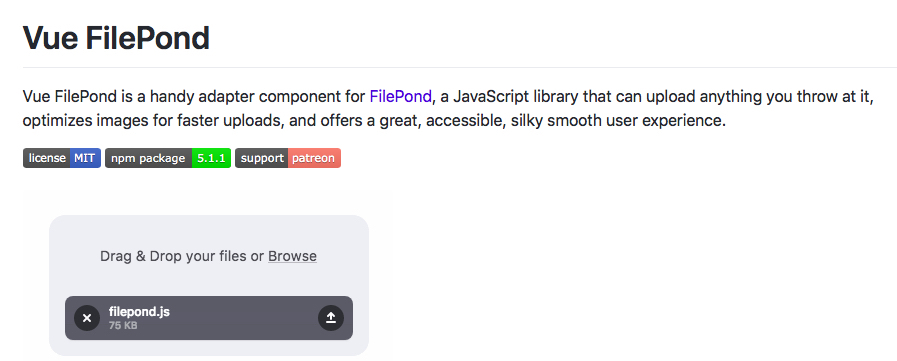 Vue FilePond
Vue FilePond is a handy adapter component for FilePond, a JavaScript library that can upload anything you throw at it,
optimizes images for faster uploads, and offers a great, accessible, silky smooth user experience.
license MIT npm package 5.1.1 support patreon
Drag & Drop your files or Browse
filepond.js
75 KB